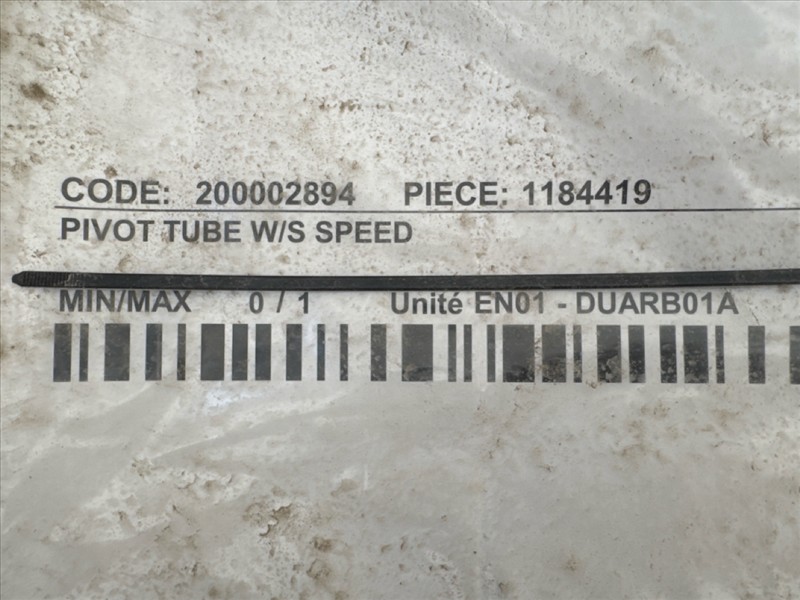 CODE: 200002894 PIECE: 1184419
PIVOT TUBE W/S SPEED
MIN/MAX 0 / 1 Unité EN01 - DUARB01A